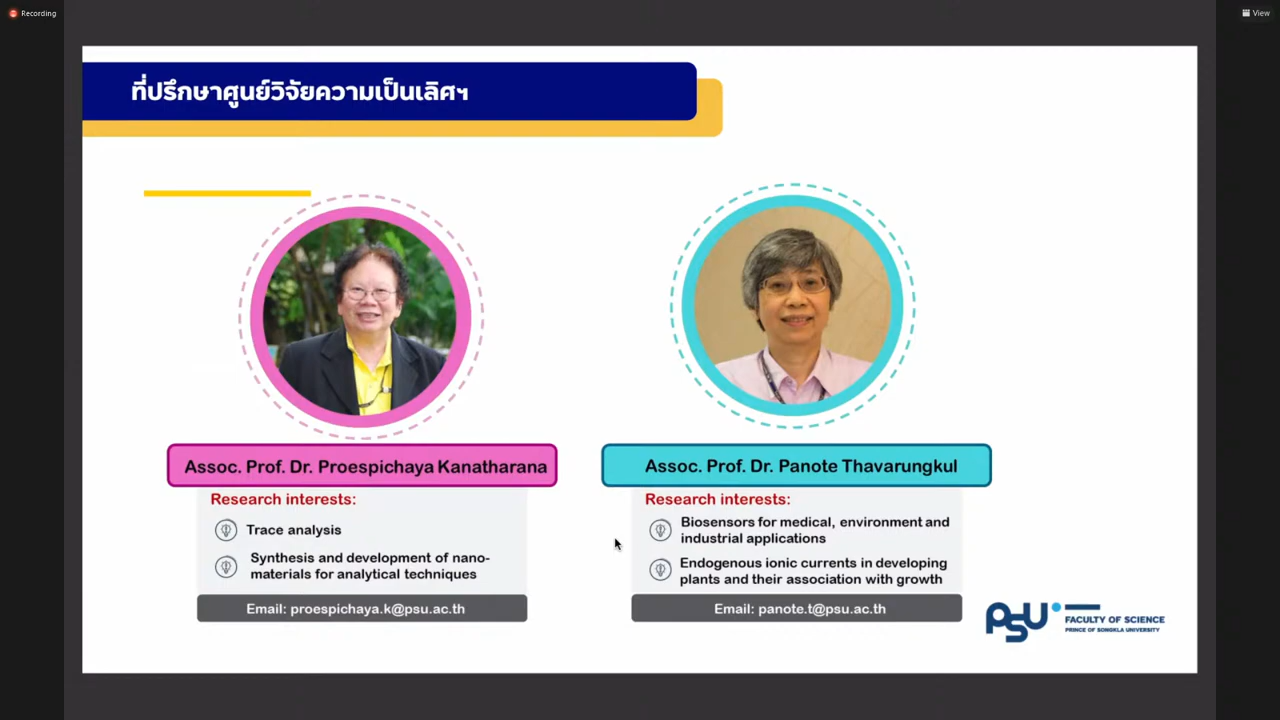 Recording
View
ที่ปรึกษาศูนย์วิจัยความเป็นเลิศฯ
Assoc. Prof. Dr. Proespichaya Kanatharana
Research interests:
Trace analysis
Synthesis and development of nano-
materials for analytical techniques
Email: proespichaya.k@psu.ac.th
Assoc. Prof. Dr. Panote Thavarungkul
Research interests:
Biosensors for medical, environment and
industrial applications
Endogenous ionic currents in developing
plants and their association with growth
Email: panote.t@psu.ac.th
PSU
FACULTY OF SCIENCE
PRINCE OF SONGKLA UNIVERSITY